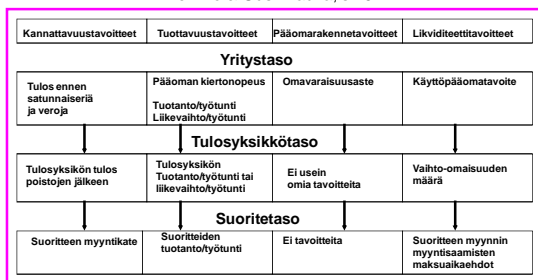 Kannattavuustavoitteet Tuottavuustavoitteet Pääomarakennetavoitteet Likviditeettitavoitteet
Yritystaso
Tulos ennen
satunnaiseriä
ja veroja
Pääoman kiertonopeus
Tuotanto/työtunti
Liikevaihto/työtunti
Omavaraisuusaste
Käyttöpääomatavoite
Tulosyksikkötaso
Tulosyksikön tulos
poistojen jälkeen
Tulosyksikön
Tuotanto/työtunti tai
liikevaihto/työtunti
Ei usein
omia tavoitteita
Vaihto-omaisuuden
määrä
Suoritetaso
Suoritteen myyntikate
Suoritteiden
tuotanto/työtunti
Ei tavoitteita
Suoritteen myynnin
myyntisaamisten
maksuaikaehdot